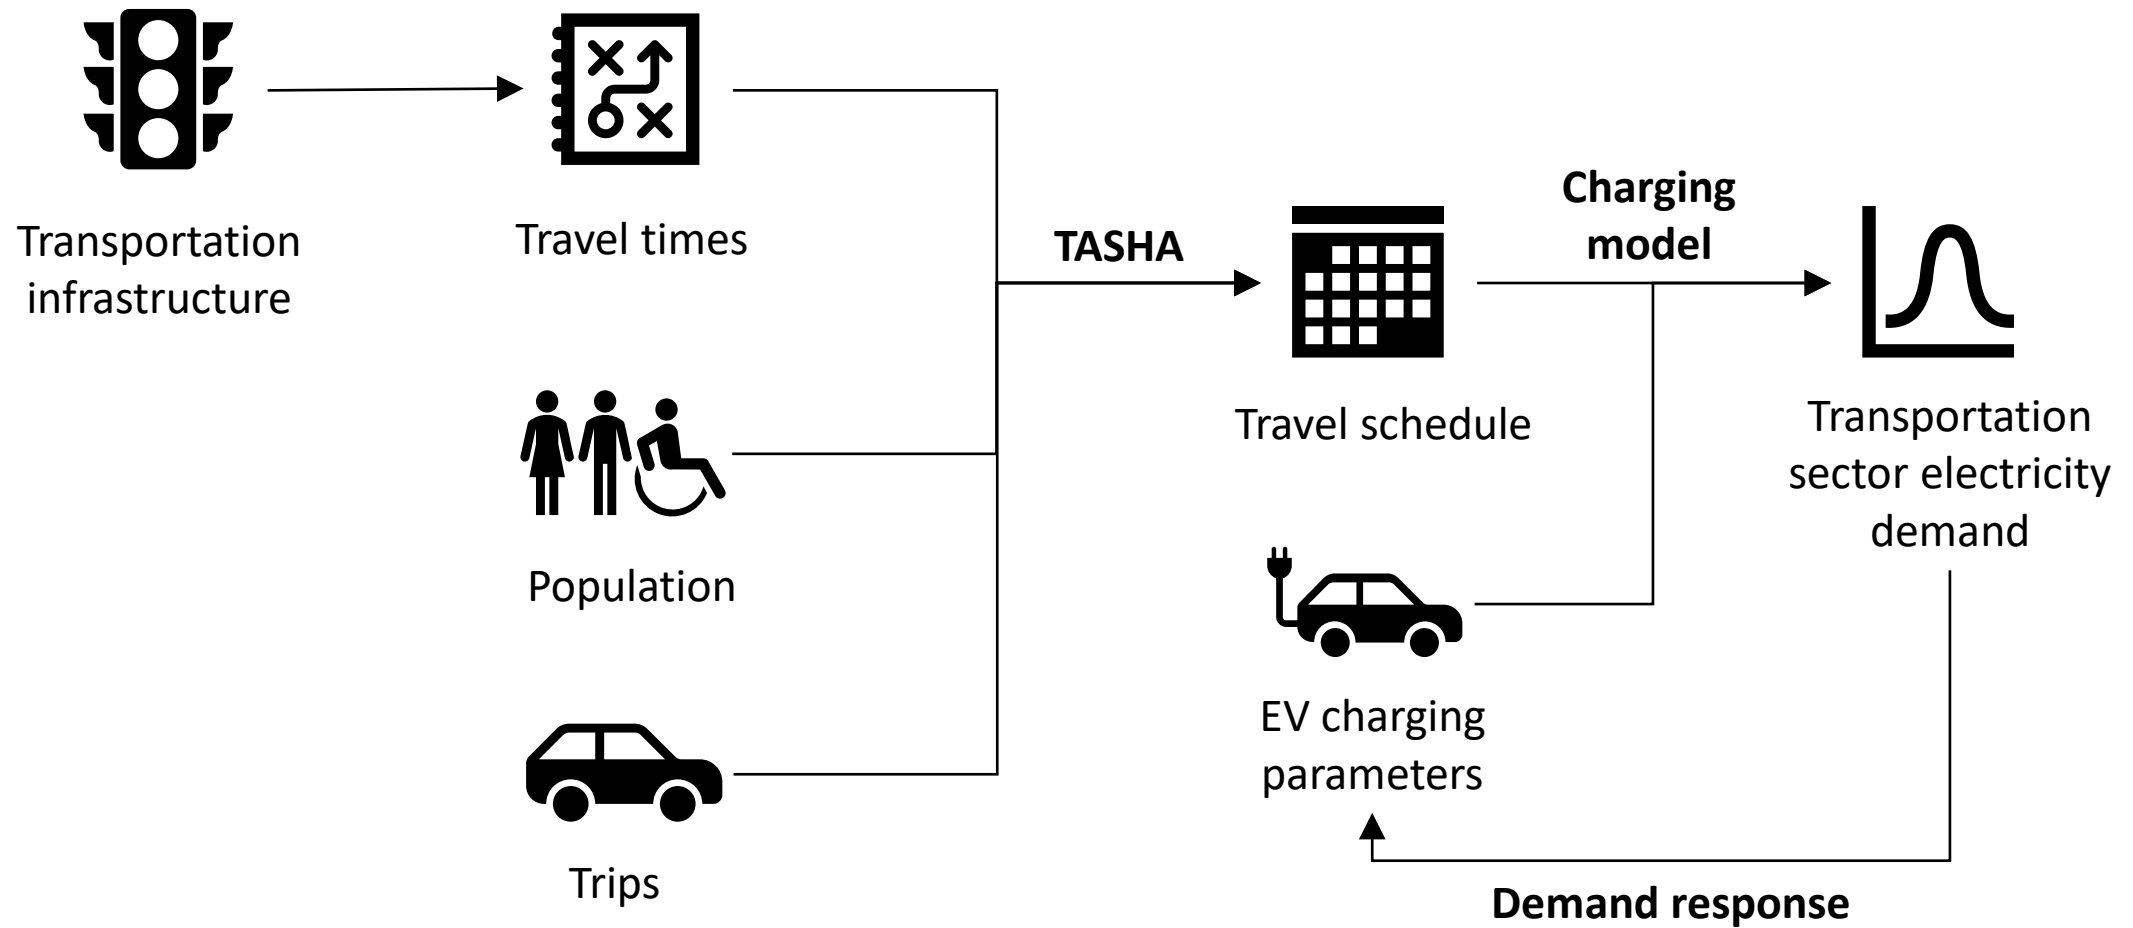 Transportation
infrastructure
Travel times
Population
Trips
TASHA
Travel schedule
EV charging
parameters
Charging
model
Transportation
sector electricity
demand
Demand response